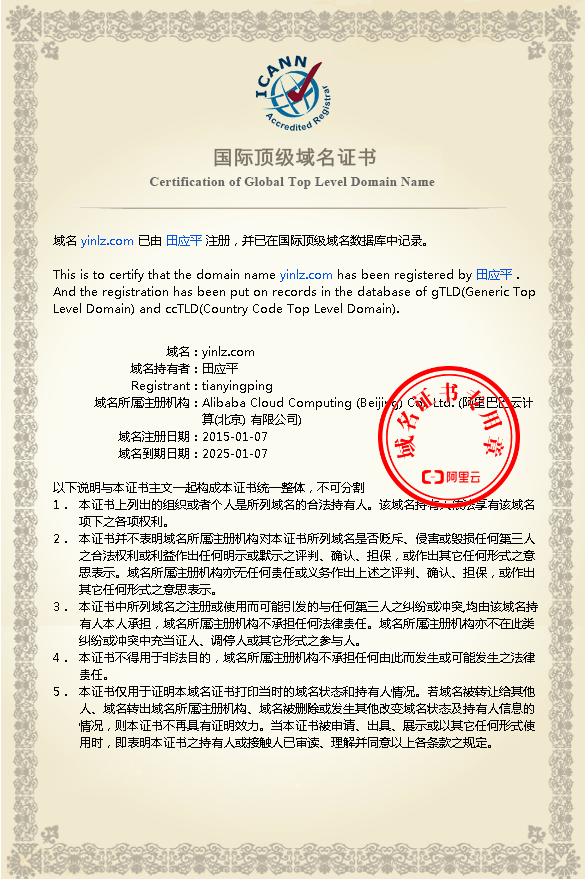 ICANN
Accredited Registrar
国际顶级域名证书
Certification of Global Top Level Domain Name
域名 yinlz.com 已由 田应平 注册，并已在国际顶级域名数据库中记录。
This is to certify that the domain name yinlz.com has been registered by 田应平 .
And the registration has been put on records in the database of gTLD(Generic Top
Level Domain) and ccTLD(Country Code Top Level Domain).
域名：yinlz.com
域名持有者：田应平
Registrant：tianyingping
域名所属注册机构：Alibaba Cloud Computing (Beijing) Co., Ltd. (阿里巴巴云计
算(北京) 有限公司)
域名注册日期：2015-01-07
域名到期日期：2025-01-07
域名证书专用章
阿里云
以下说明与本证书主文一起构成本证书统一整体，不可分割
1． 本证书上列出的组织或者个人是所列域名的合法持有人。该域名持有人依法享有该域名
项下之各项权利。
2． 本证书并不表明域名所属注册机构对本证书所列域名是否贬斥、侵害或毁损任何第三人
之合法权利或利益作出任何明示或默示之评判、确认、担保，或作出其它任何形式之意
思表示。域名所属注册机构亦无任何责任或义务作出上述之评判、确认、担保，或作出
其它任何形式之意思表示。
3． 本证书中所列域名之注册或使用而可能引发的与任何第三人之纠纷或冲突,均由该域名持
有人本人承担，域名所属注册机构不承担任何法律责任。域名所属注册机构亦不在此类
纠纷或冲突中充当证人、调停人或其它形式之参与人。
4． 本证书不得用于非法目的，域名所属注册机构不承担任何由此而发生或可能发生之法律
责任。
5． 本证书仅用于证明本域名证书打印当时的域名状态和持有人情况。若域名被转让给其他
人、域名转出域名所属注册机构、域名被删除或发生其他改变域名状态及持有人信息的
情况，则本证书不再具有证明效力。当本证书被申请、出具、展示或以其它任何形式使
用时，即表明本证书之持有人或接触人已审读、理解并同意以上各条款之规定。